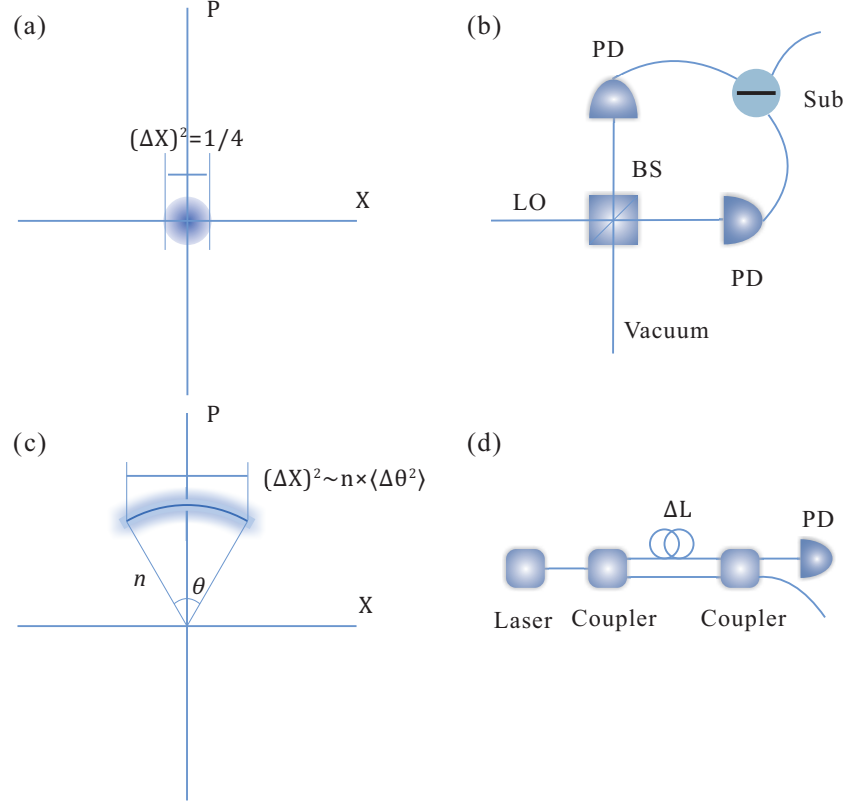 (a)
P
(ΔX)²=1/4
X
(b)
PD
Sub
BS
LO
PD
Vacuum
(c)
P
(ΔX)²~n×⟨Δθ²⟩
n
θ
X
(d)
ΔL
PD
Laser
Coupler
Coupler